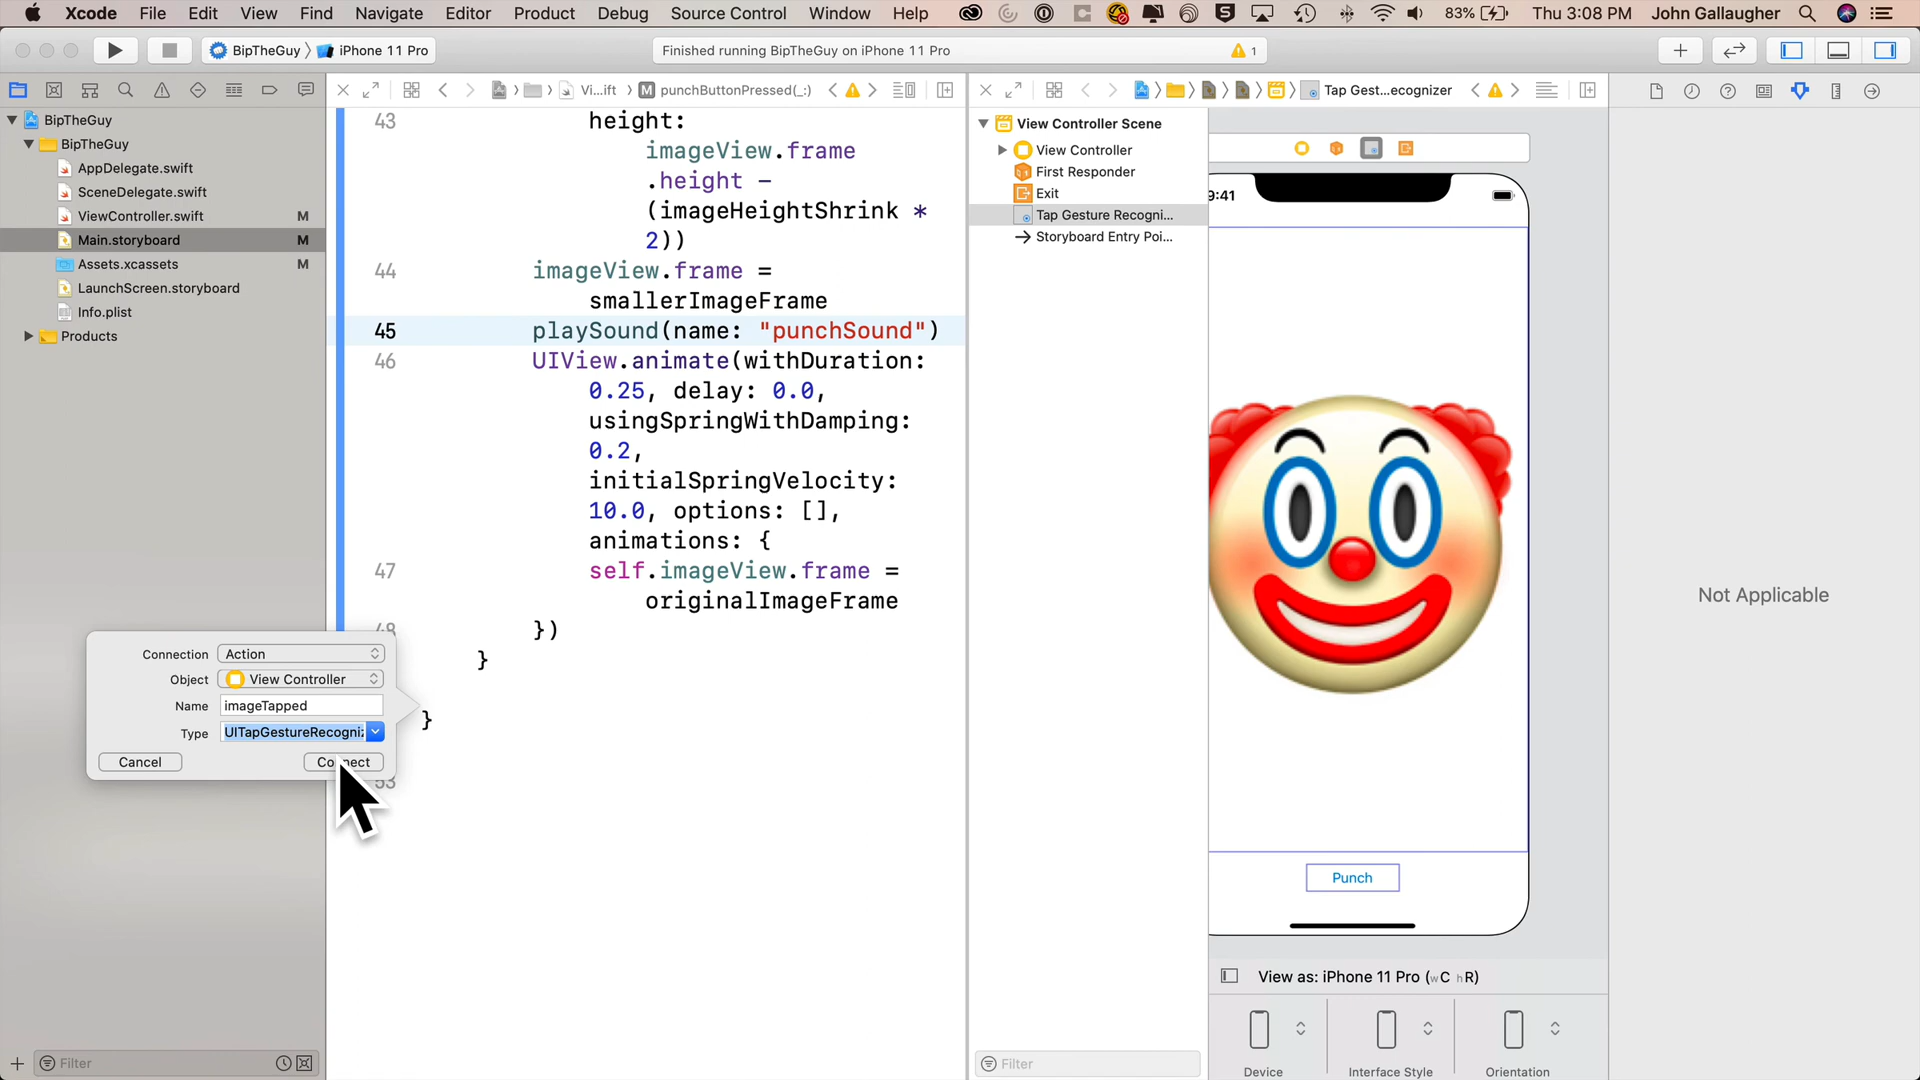 Xcode File Edit View Find Navigate Editor Product Debug Source Control Window Help 83% Thu 3:08 PM John Gallaugher
BipTheGuy iPhone 11 Pro
Finished running BipTheGuy on iPhone 11 Pro
1
Vi...ift punchButtonPressed(_:)
Tap Gest...ecognizer
BipTheGuy
BipTheGuy
AppDelegate.swift
SceneDelegate.swift
ViewController.swift M
Main.storyboard M
Assets.xcassets M
LaunchScreen.storyboard
Info.plist
Products
43 height:
imageView.frame
.height -
(imageHeightShrink *
2))
44 imageView.frame =
smallerImageFrame
45 playSound(name: "punchSound")
46 UIView.animate(withDuration:
0.25, delay: 0.0,
usingSpringWithDamping:
0.2,
initialSpringVelocity:
10.0, options: [],
animations: {
47 self.imageView.frame =
originalImageFrame
48 })
}
}
53
Connection Action
Object View Controller
Name imageTapped
Type UITapGestureRecogni
Cancel Connect
View Controller Scene
View Controller
First Responder
Exit
Tap Gesture Recogni...
Storyboard Entry Poi...
9:41
Punch
View as: iPhone 11 Pro (wC hR)
Device Interface Style Orientation
Not Applicable
Filter
Filter